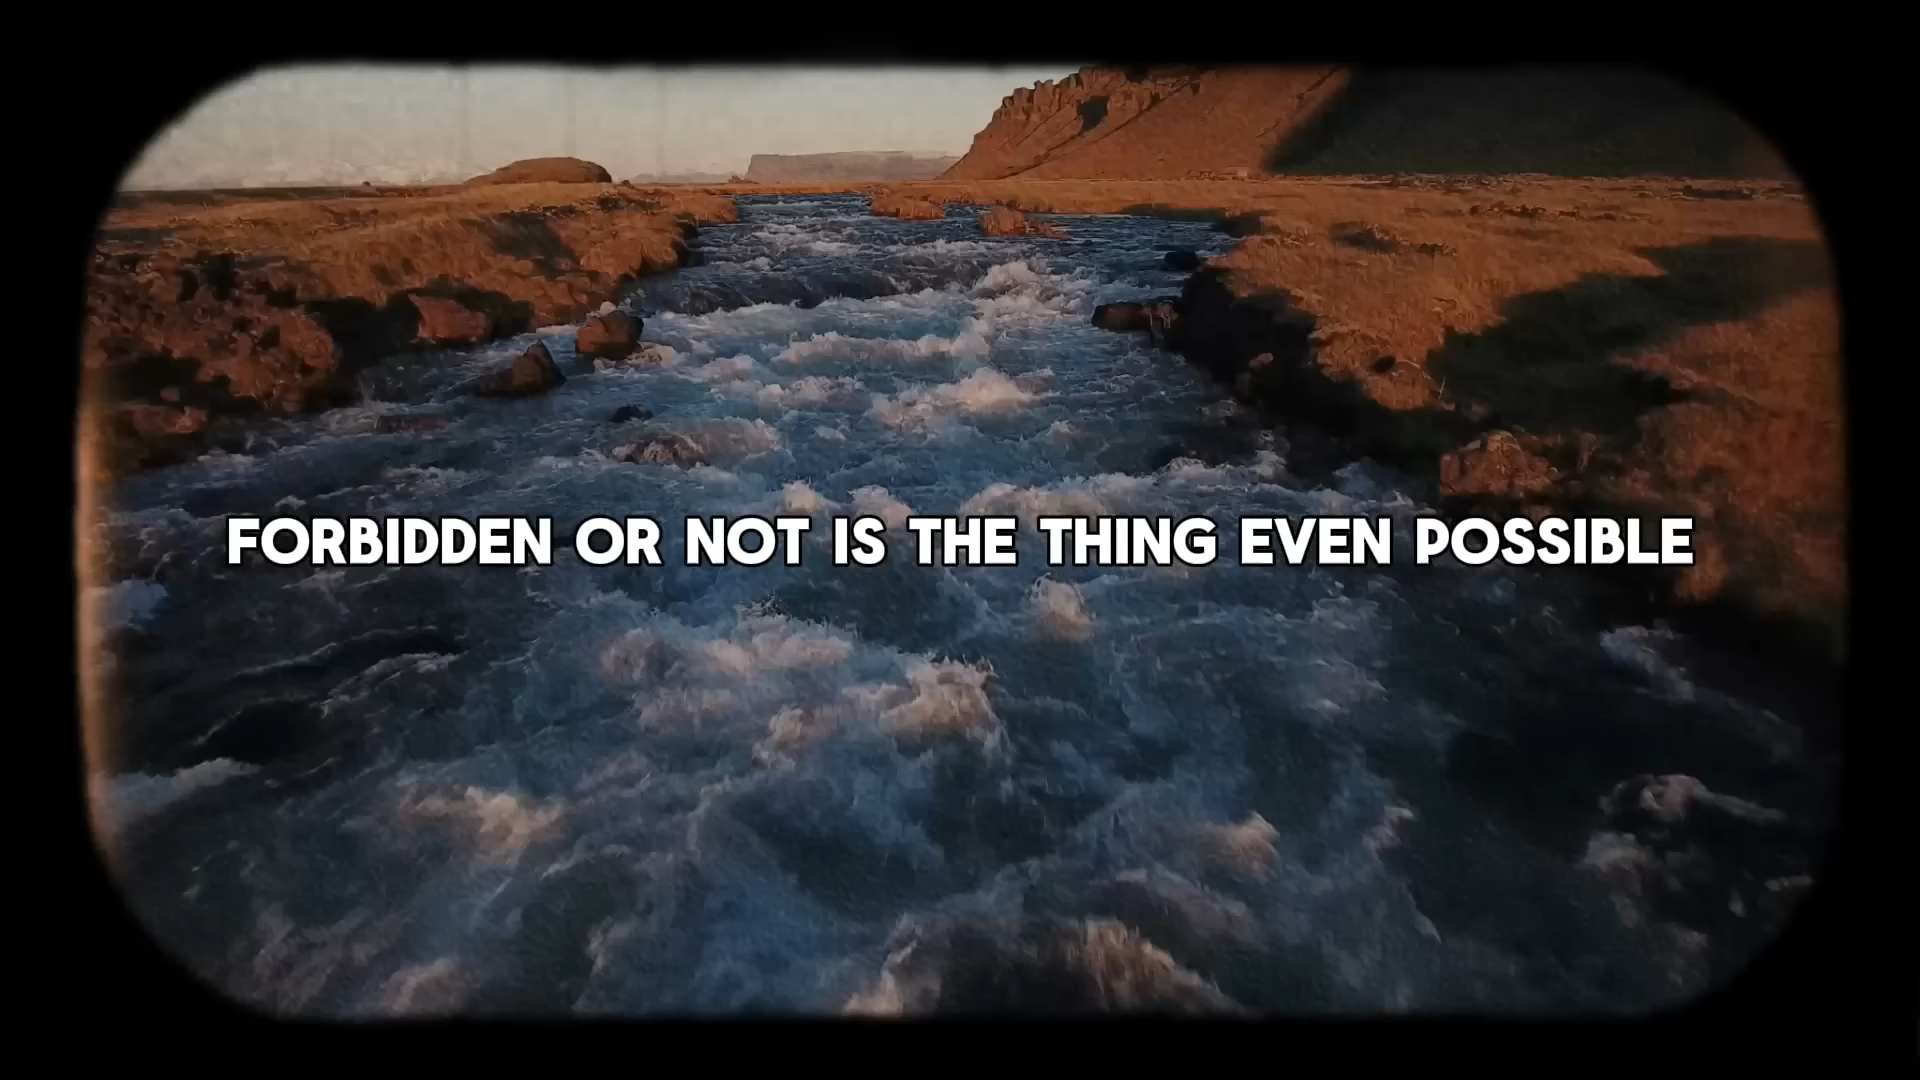 FORBIDDEN OR NOT IS THE THING EVEN POSSIBLE